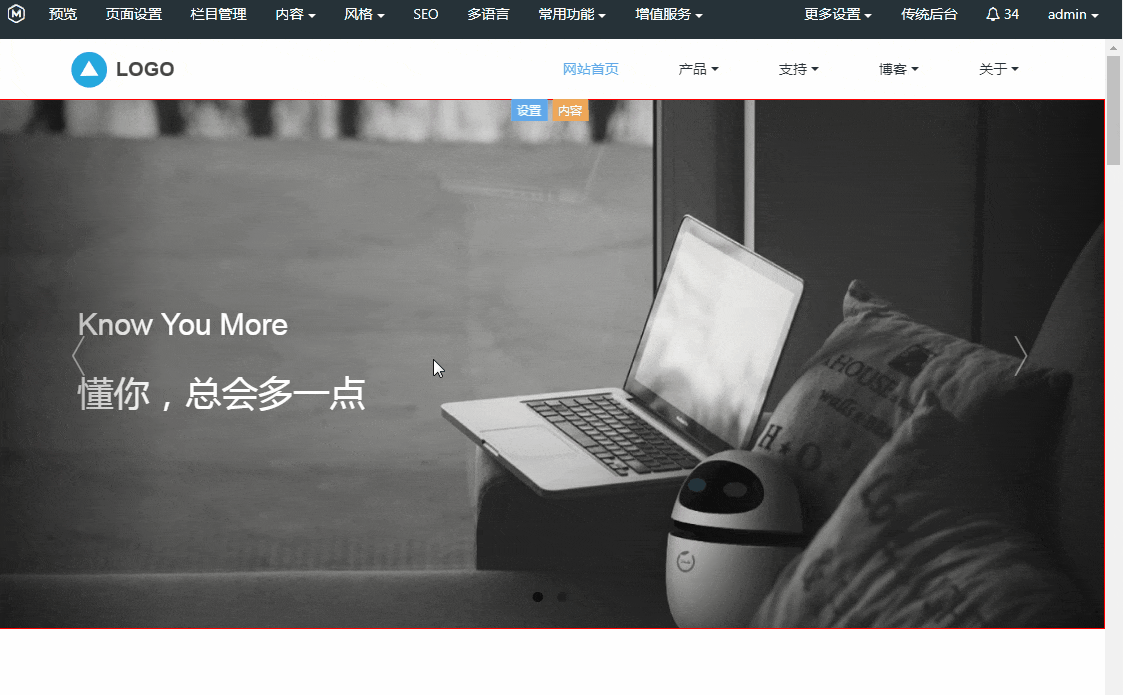 预览 页面设置 栏目管理 内容 风格 SEO 多语言 常用功能 增值服务 更多设置 传统后台 34 admin
LOGO 网站首页 产品 支持 博客 关于
设置 内容
Know You More
懂你，总会多一点
H+O